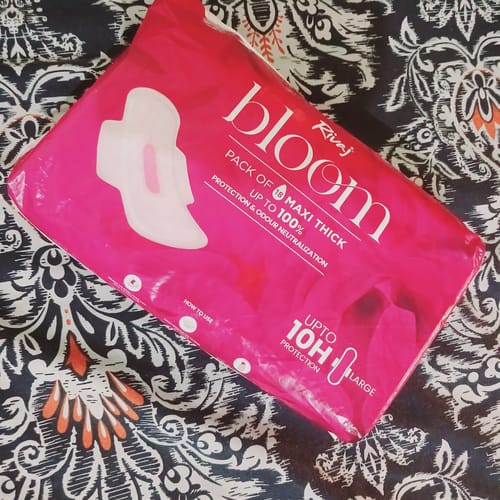 Rivaj
bloom
PACK OF 10 MAXI THICK
UP TO 100%
PROTECTION & ODOUR NEUTRALIZATION
HOW TO USE
UPTO
10H
PROTECTION
LARGE